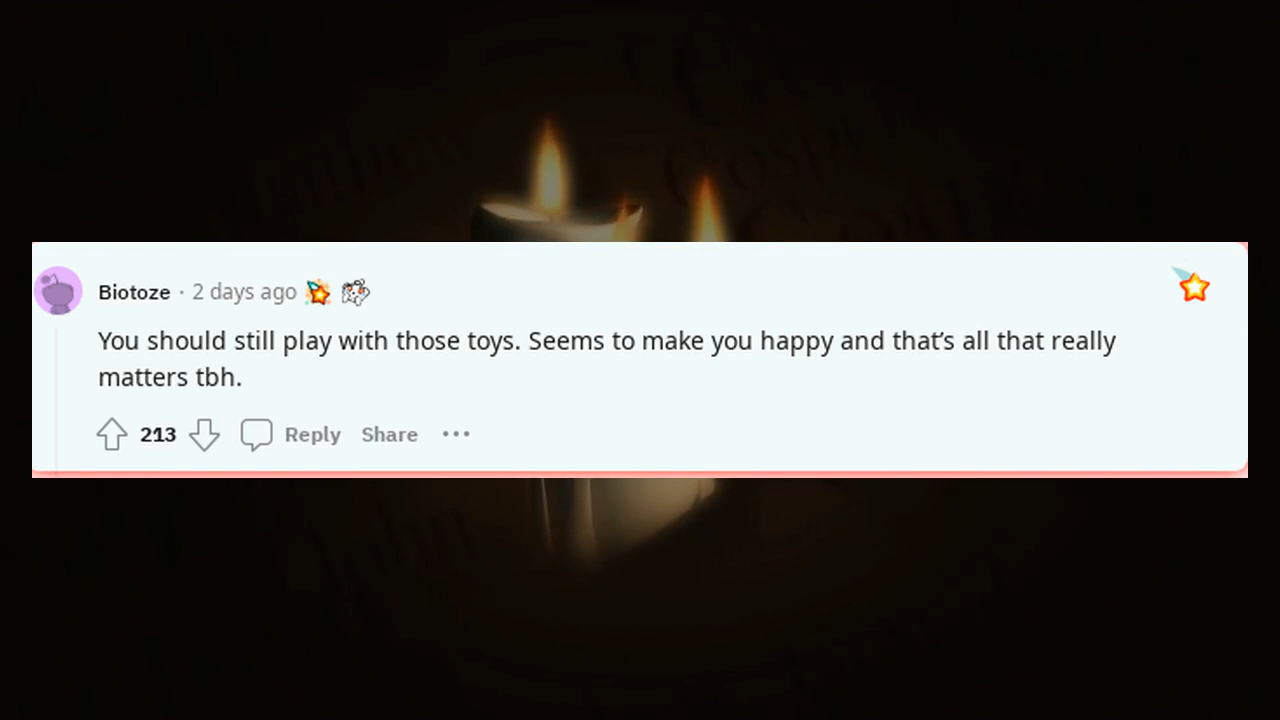 Biotoze · 2 days ago
You should still play with those toys. Seems to make you happy and that’s all that really
matters tbh.
213 Reply Share ···